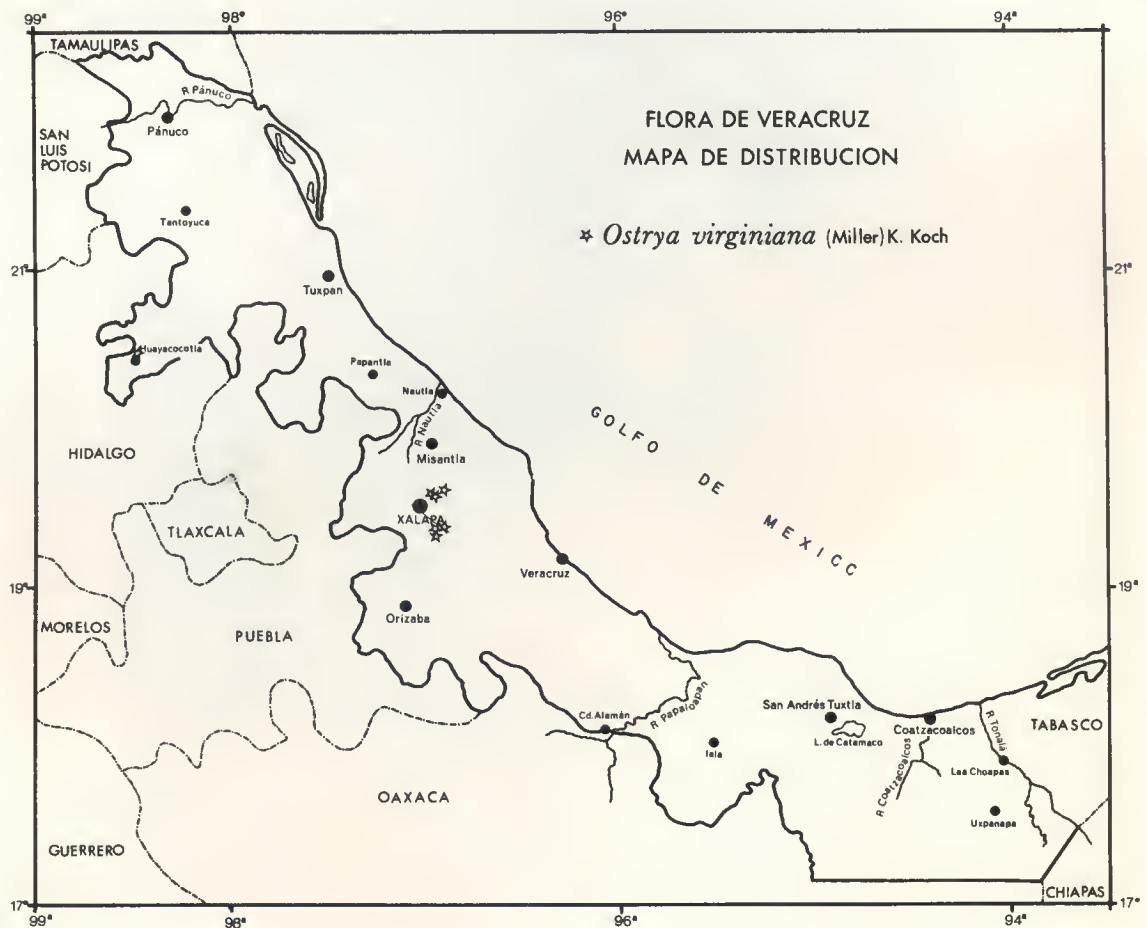 99° 98° 96° 94°
TAMAULIPAS
R Pánuco
Pánuco
SAN
LUIS
POTOSI
FLORA DE VERACRUZ
MAPA DE DISTRIBUCION
Tantoyuca
☆ Ostrya virginiana (Miller) K. Koch
21° 21°
Tuxpan
Huayacocotla
Papantla
Nautla
R Nautla
GOLFO DE MEXICC
HIDALGO
Misantla
XALAPA
TLAXCALA
Veracruz
19° 19°
Orizaba
MORELOS
PUEBLA
Cd. Alemán
R Papaloapan
San Andrés Tuxtla
L. de Catamaco
Coatzacoalcos
R Coatzacoalcos
R Tonalá
TABASCO
Isla
Las Choapas
OAXACA
Uxpanapa
GUERRERO
CHIAPAS
17° 17°
99° 98° 96° 94°